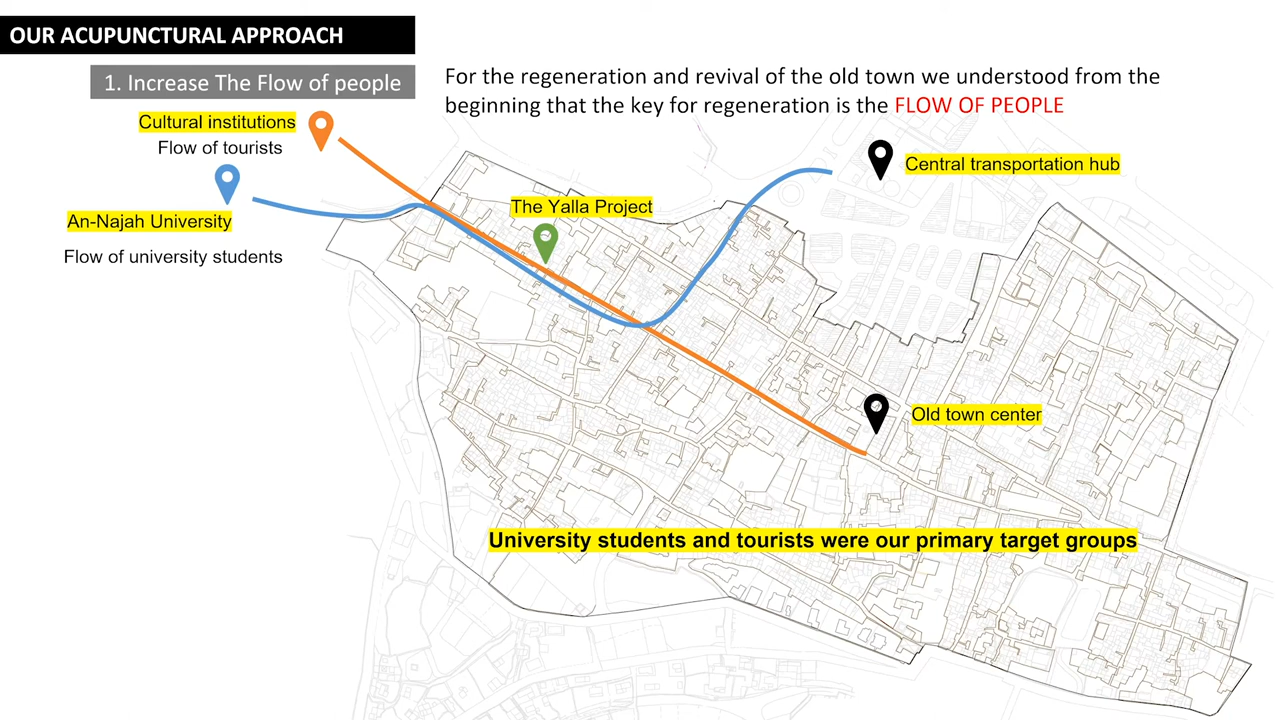 OUR ACUPUNCTURAL APPROACH
1. Increase The Flow of people
For the regeneration and revival of the old town we understood from the
beginning that the key for regeneration is the FLOW OF PEOPLE
Cultural institutions
Flow of tourists
Central transportation hub
An-Najah University
Flow of university students
The Yalla Project
Old town center
University students and tourists were our primary target groups